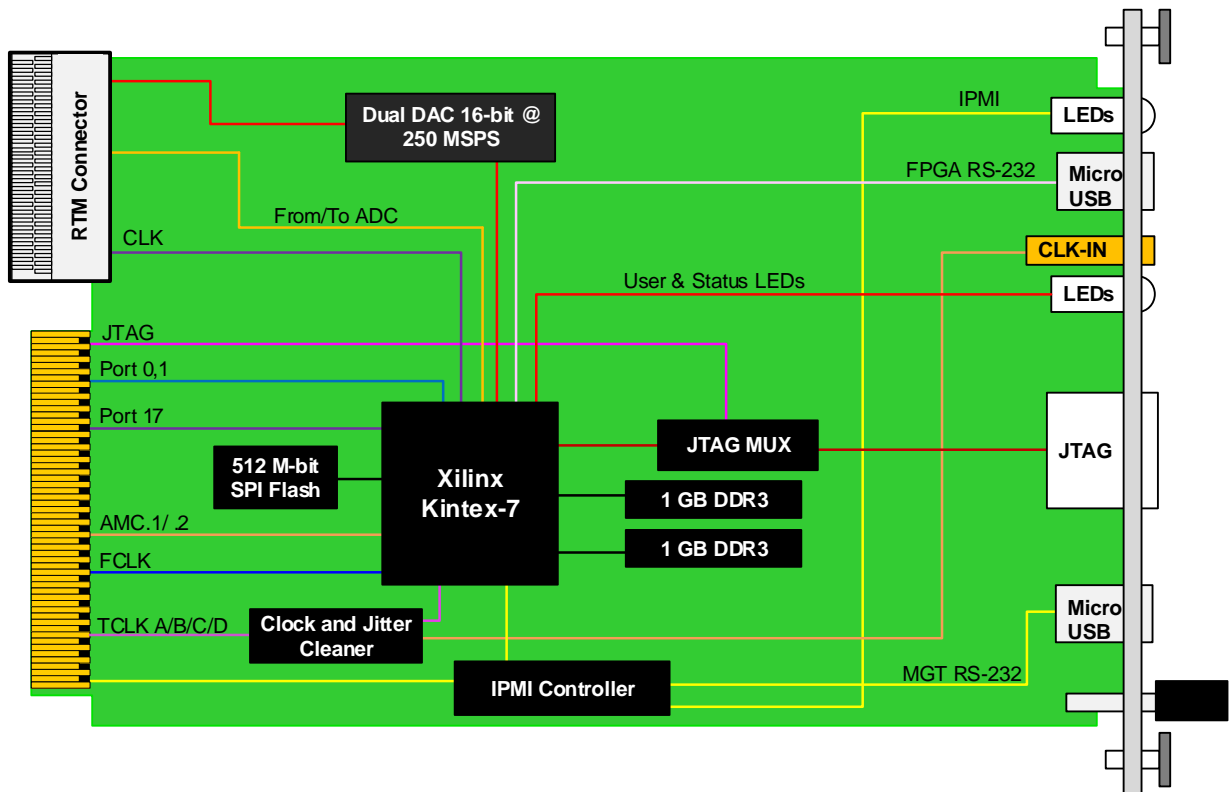 RTM Connector
Dual DAC 16-bit @
250 MSPS
IPMI
LEDs
FPGA RS-232
Micro
USB
From/To ADC
CLK
CLK-IN
User & Status LEDs
LEDs
JTAG
Port 0,1
Port 17
512 M-bit
SPI Flash
Xilinx
Kintex-7
JTAG MUX
JTAG
1 GB DDR3
1 GB DDR3
AMC.1/ .2
FCLK
TCLK A/B/C/D
Clock and Jitter
Cleaner
Micro
USB
IPMI Controller
MGT RS-232